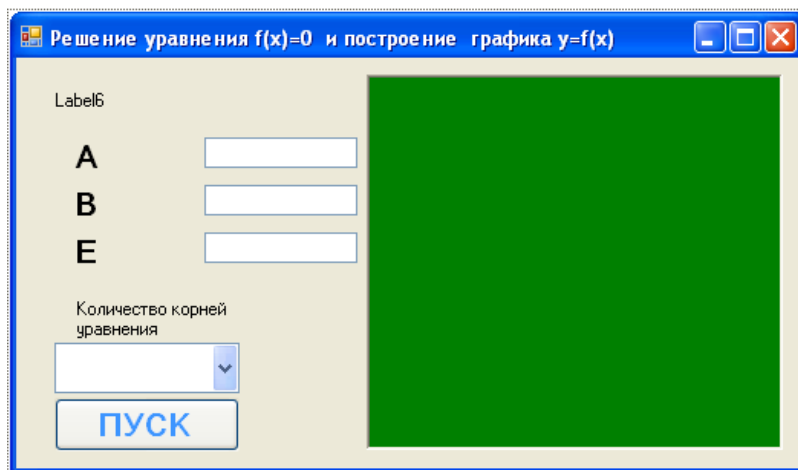 Решение уравнения f(x)=0 и построение графика y=f(x)
Label6
A
B
E
Количество корней
уравнения
ПУСК